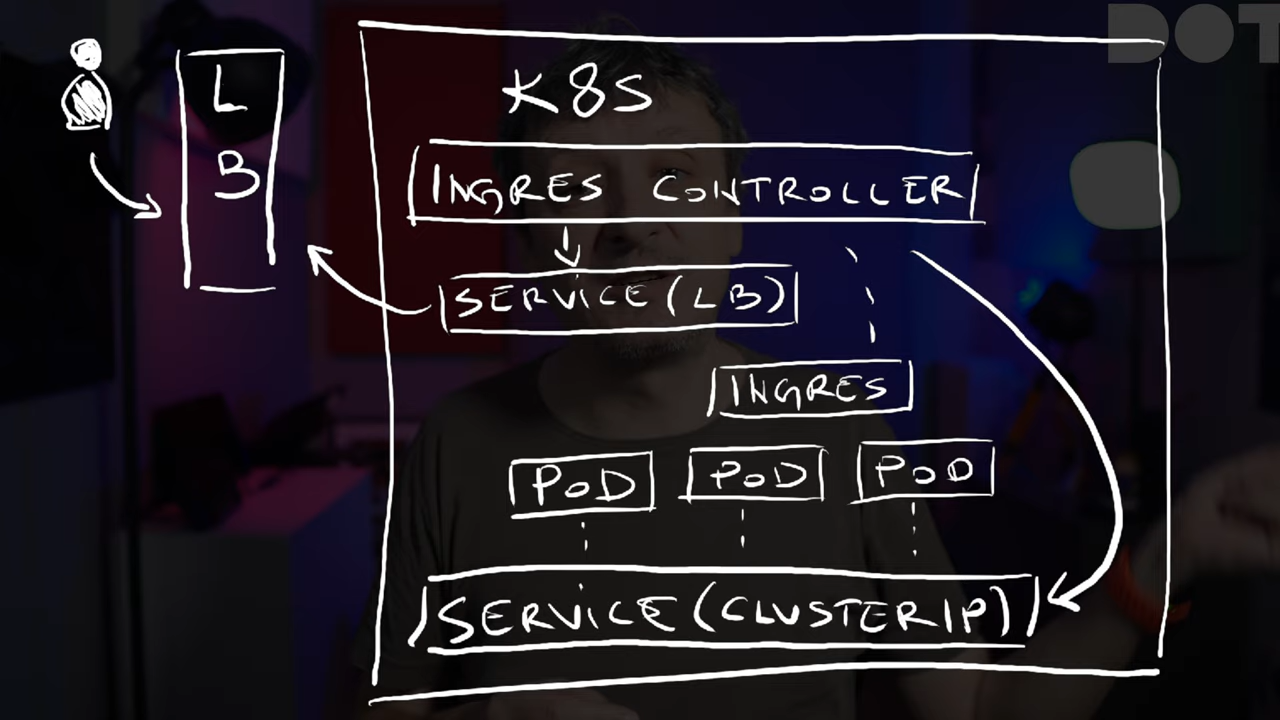 DOT
L
B
K8S
INGRES CONTROLLER
SERVICE (LB)
INGRES
POD POD POD
SERVICE (CLUSTERIP)